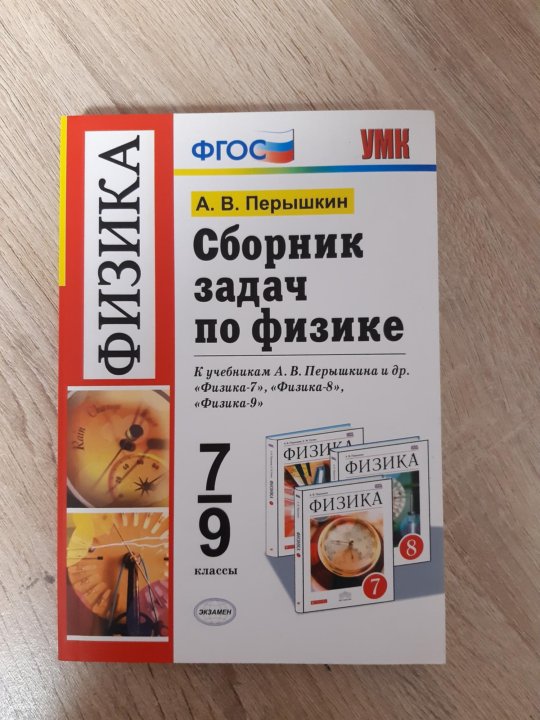 ФИЗИКА
ФГОС
УМК
А. В. Перышкин
Сборник
задач
по физике
К учебникам А. В. Перышкина и др.
«Физика-7», «Физика-8»,
«Физика-9»
7
9
классы
ЭКЗАМЕН
ФИЗИКА
ФИЗИКА
8
ФИЗИКА
7